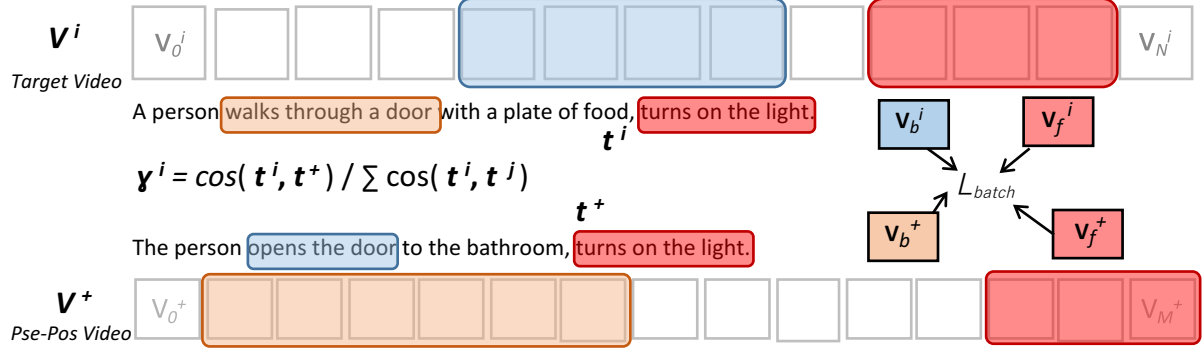 V^i V_0^i V_N^i
Target Video
A person walks through a door with a plate of food, turns on the light.
t^i
V_b^i V_f^i
ɣ^i = cos( t^i, t^+ ) / ∑ cos( t^i, t^j )
L_batch
t^+
V_b^+ V_f^+
The person opens the door to the bathroom, turns on the light.
V^+ V_0^+ V_M^+
Pse-Pos Video